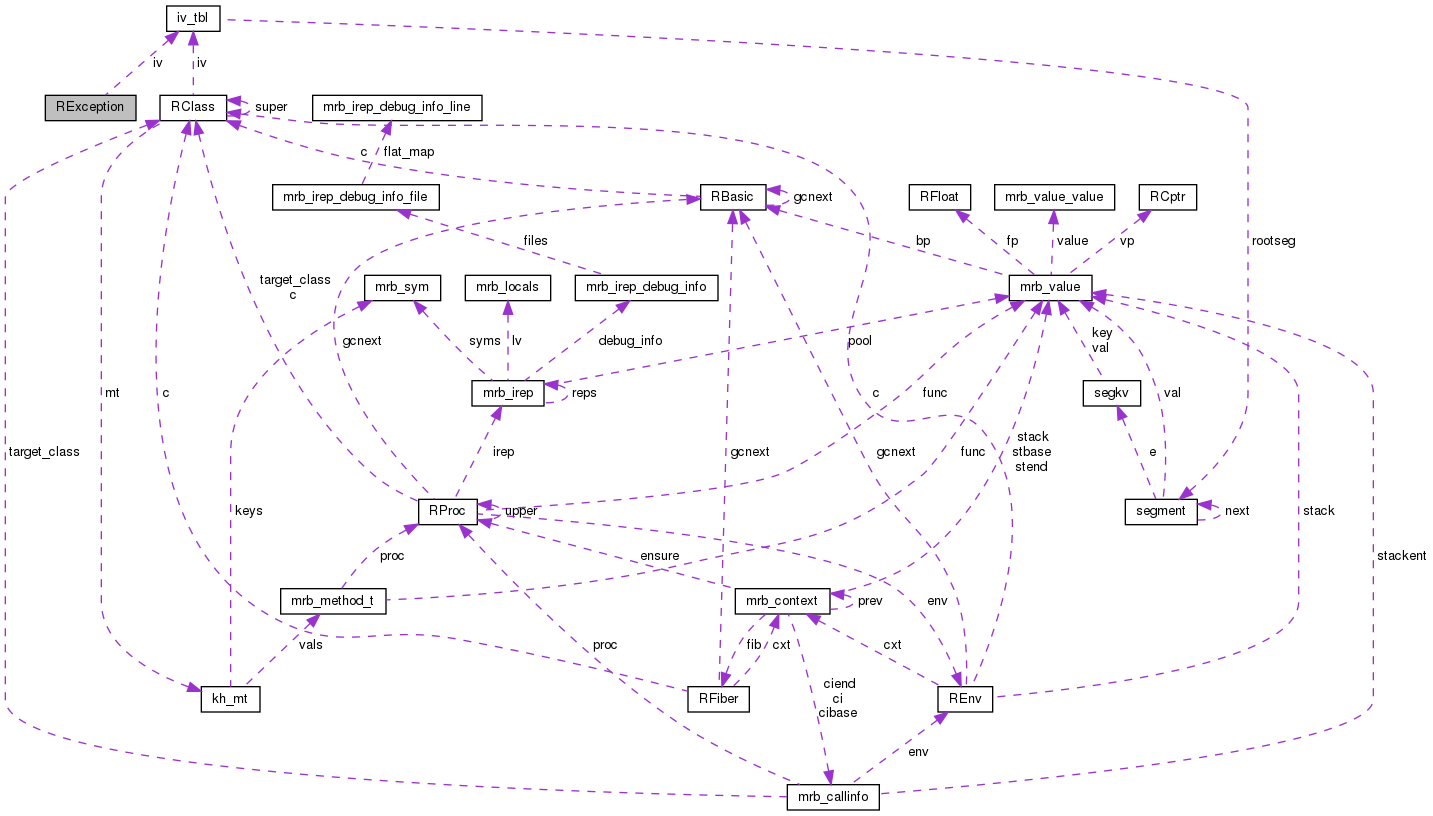 iv_tbl
iv
iv
RException
RClass
super
mrb_irep_debug_info_line
c
flat_map
mrb_irep_debug_info_file
RBasic
gcnext
RFloat
mrb_value_value
RCptr
files
bp
fp
value
vp
rootseg
target_class
c
mrb_sym
mrb_locals
mrb_irep_debug_info
mrb_value
gcnext
syms
lv
debug_info
pool
key
val
mt
c
mrb_irep
reps
c
func
segkv
val
target_class
irep
gcnext
gcnext
func
stack
stbase
stend
e
keys
RProc
upper
segment
next
stack
proc
ensure
stackent
mrb_method_t
mrb_context
prev
env
vals
proc
fib
cxt
cxt
kh_mt
RFiber
ciend
ci
cibase
REnv
env
mrb_callinfo